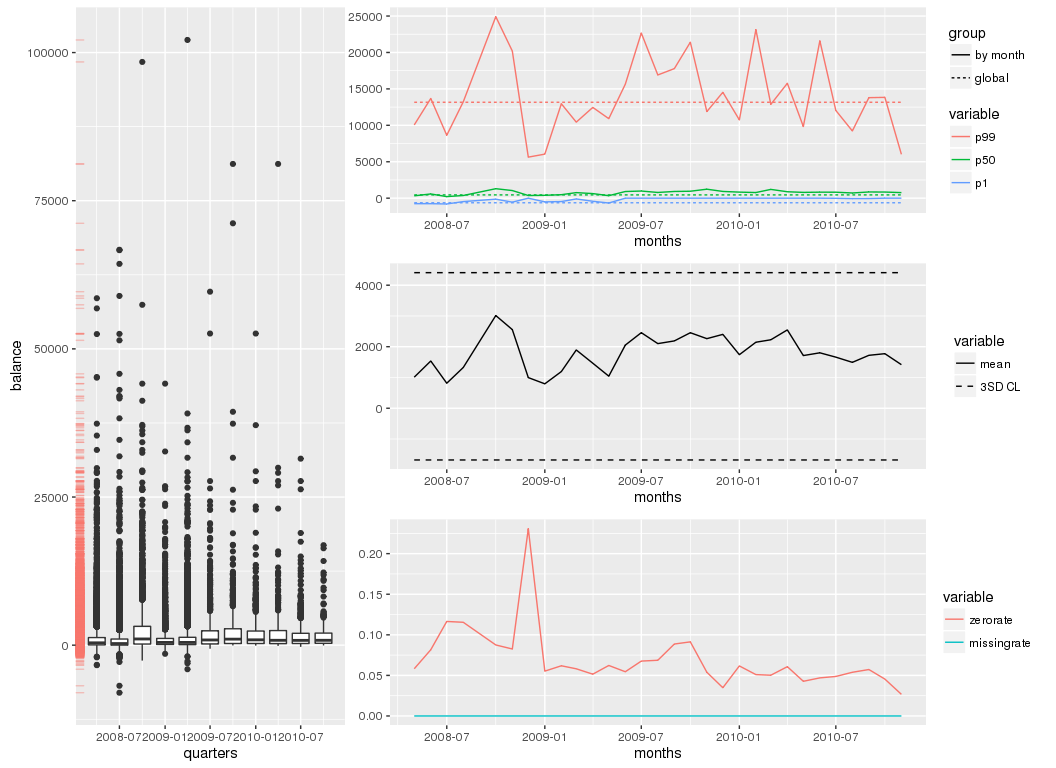 balance
100000
75000
50000
25000
0
2008-07
2009-01
2009-07
2010-01
2010-07
quarters
25000
20000
15000
10000
5000
0
2008-07
2009-01
2009-07
2010-01
2010-07
months
group
by month
global
variable
p99
p50
p1
4000
2000
0
2008-07
2009-01
2009-07
2010-01
2010-07
months
variable
mean
3SD CL
0.20
0.15
0.10
0.05
0.00
2008-07
2009-01
2009-07
2010-01
2010-07
months
variable
zerorate
missingrate